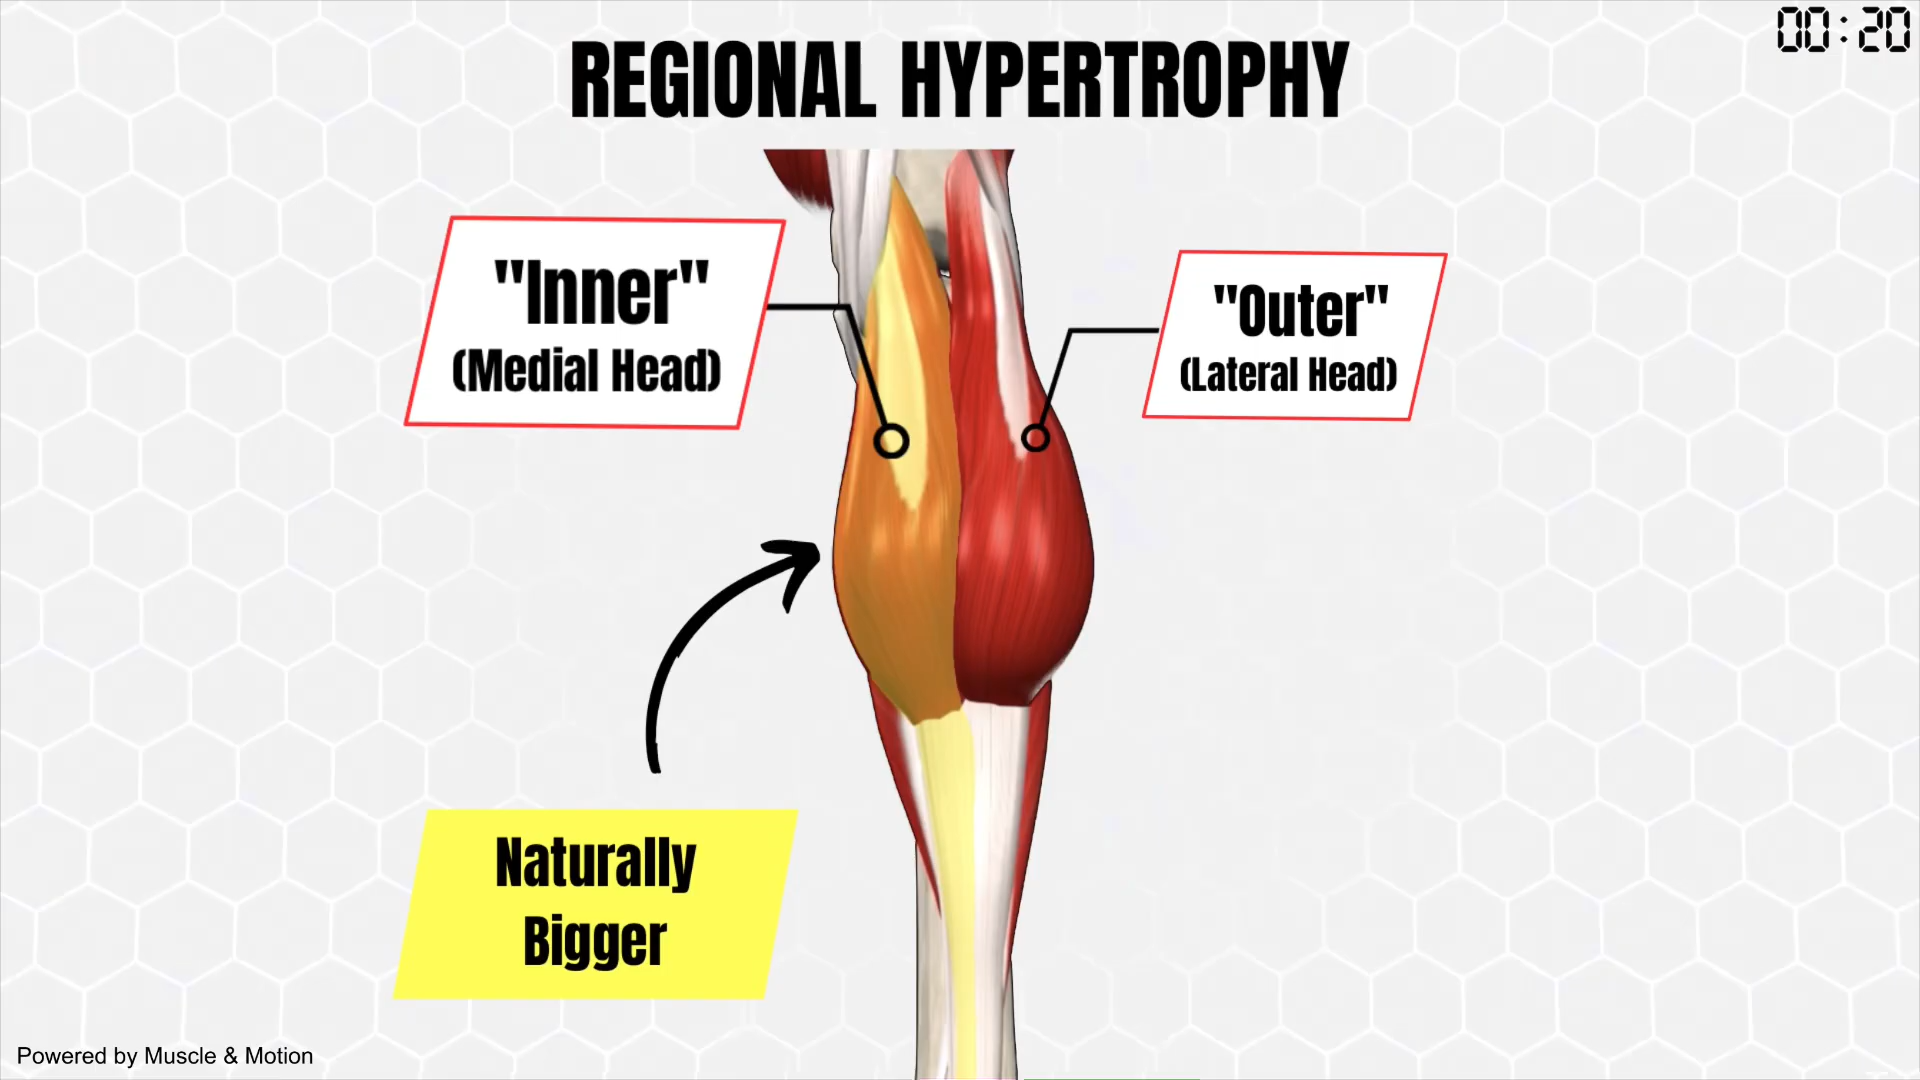 00:20
REGIONAL HYPERTROPHY
"Inner"
(Medial Head)
"Outer"
(Lateral Head)
Naturally
Bigger
Powered by Muscle & Motion